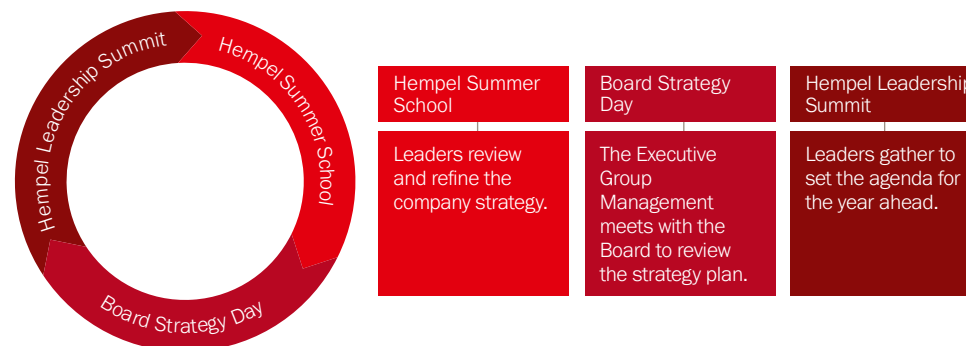 Hempel Leadership Summit
Hempel Summer School
Board Strategy Day
Hempel Summer
School
Leaders review
and refine the
company strategy.
Board Strategy
Day
The Executive
Group
Management
meets with the
Board to review
the strategy plan.
Hempel Leadership
Summit
Leaders gather to
set the agenda for
the year ahead.